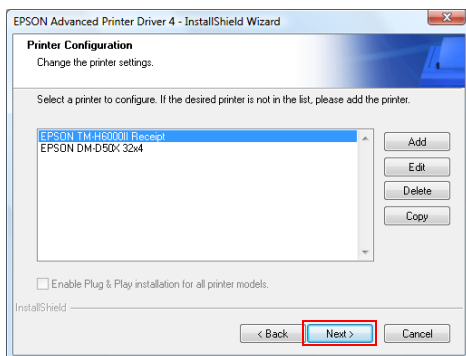 EPSON Advanced Printer Driver 4 - InstallShield Wizard
Printer Configuration
Change the printer settings.
Select a printer to configure. If the desired printer is not in the list, please add the printer.
EPSON TM-H6000II Receipt
EPSON DM-D50X 32x4
Add
Edit
Delete
Copy
Enable Plug & Play installation for all printer models.
InstallShield
< Back
Next >
Cancel